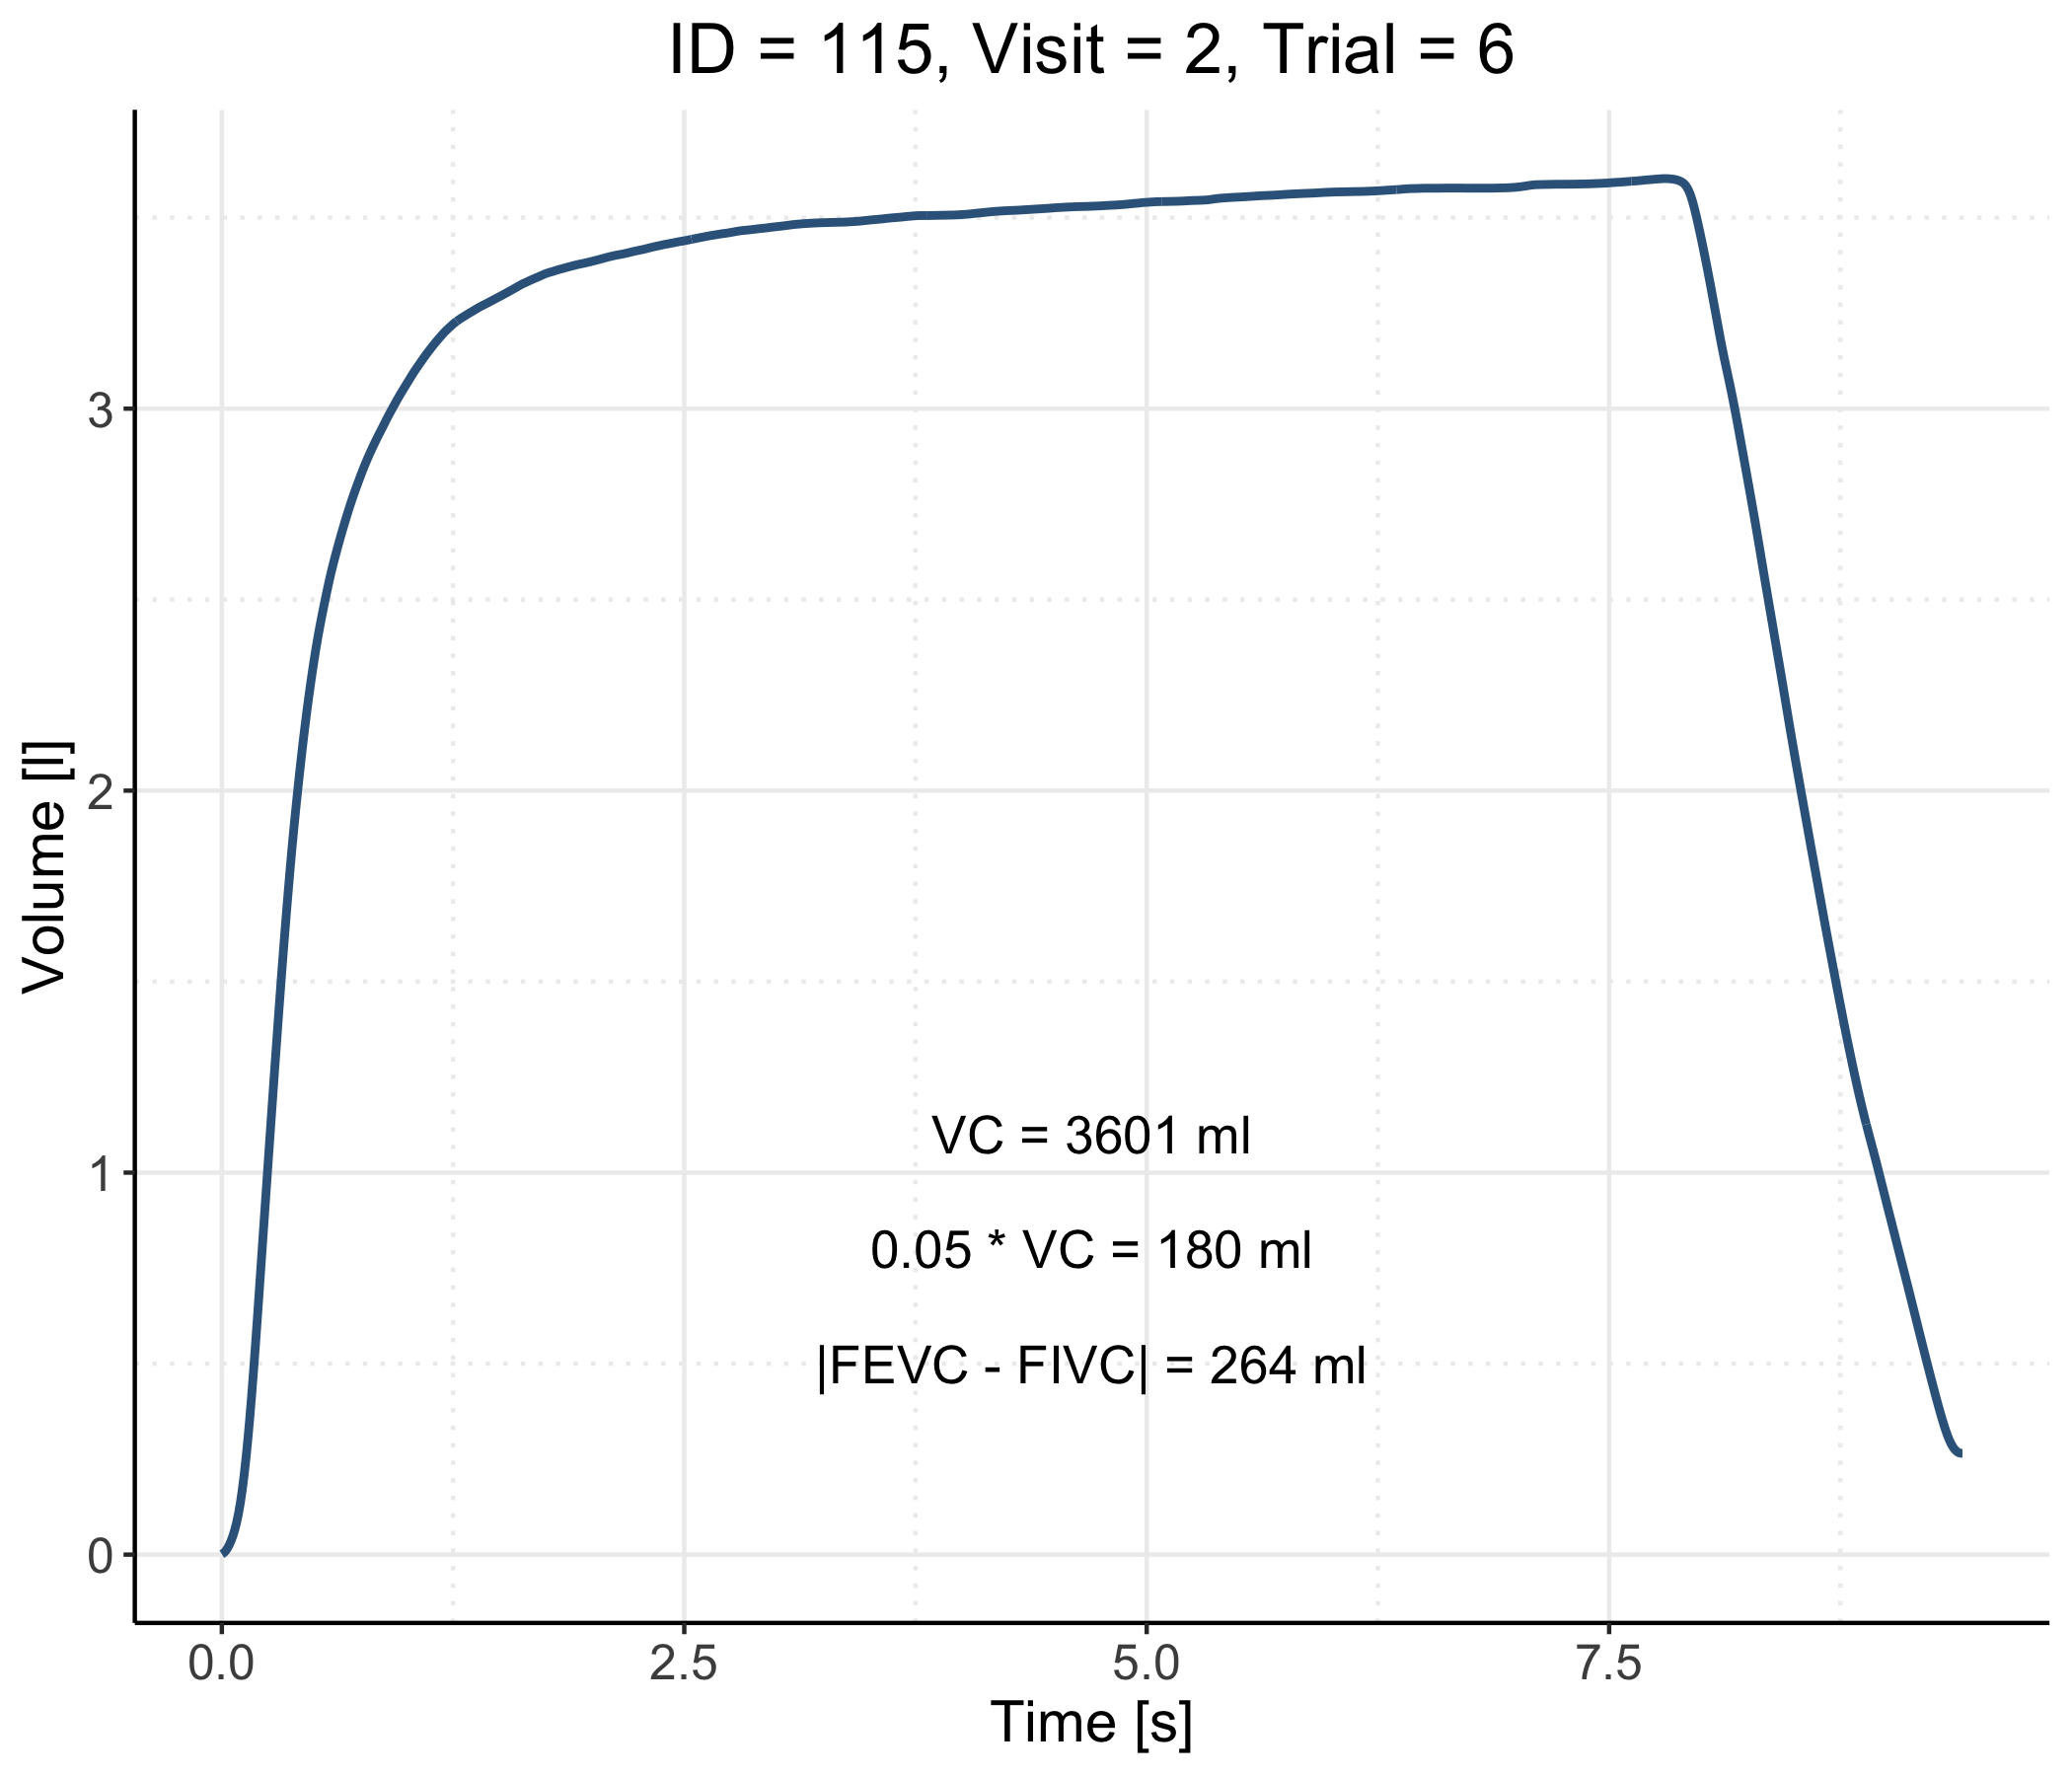 ID = 115, Visit = 2, Trial = 6
Volume [l]
3
2
1
0
VC = 3601 ml
0.05 * VC = 180 ml
|FEVC - FIVC| = 264 ml
0.0 2.5 5.0 7.5
Time [s]